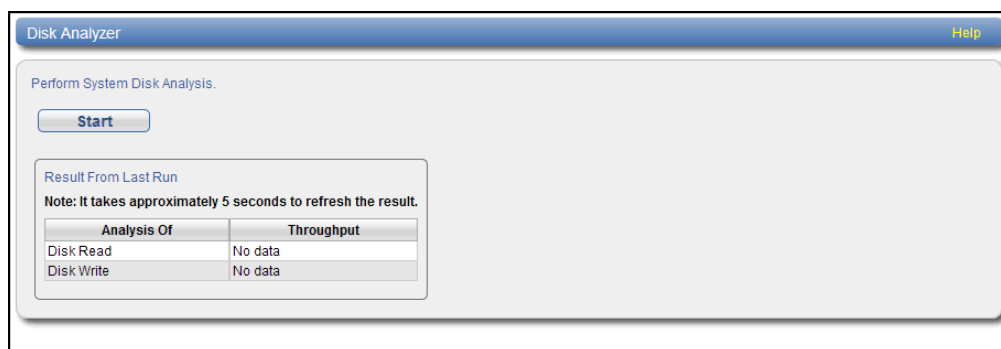 Disk Analyzer Help
Perform System Disk Analysis.
Start
Result From Last Run
Note: It takes approximately 5 seconds to refresh the result.
Analysis Of Throughput
Disk Read No data
Disk Write No data